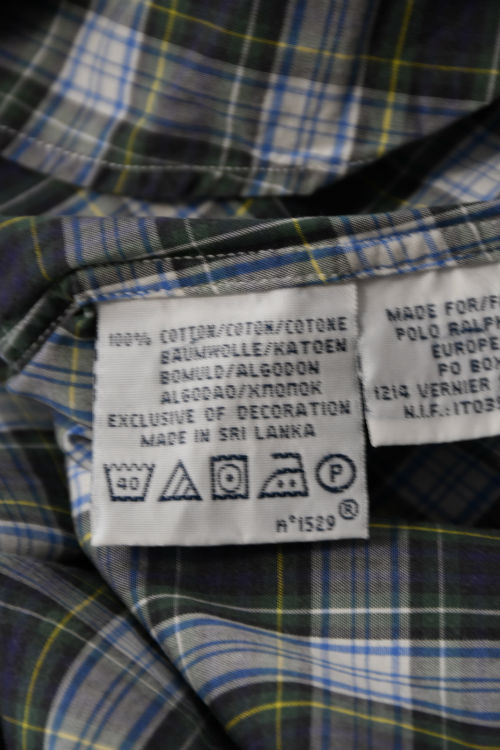 100% COTTON/COTON/COTONE
BAUMWOLLE/KATOEN
BOMULD/ALGODON
ALGODAO/ΧΠΟΠΟΚ
EXCLUSIVE OF DECORATION
MADE IN SRI LANKA
40
P
N°1529®
MADE FOR/F
POLO RALPH
EUROPE
PO BOX
1214 VERNIER
N.I.F.:IT03